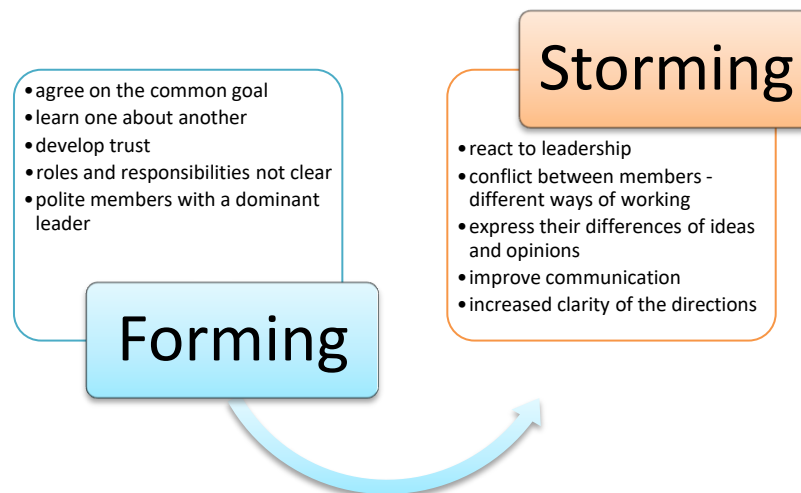 •agree on the common goal
•learn one about another
•develop trust
•roles and responsibilities not clear
•polite members with a dominant
leader
Forming
Storming
•react to leadership
•conflict between members -
different ways of working
•express their differences of ideas
and opinions
•improve communication
•increased clarity of the directions